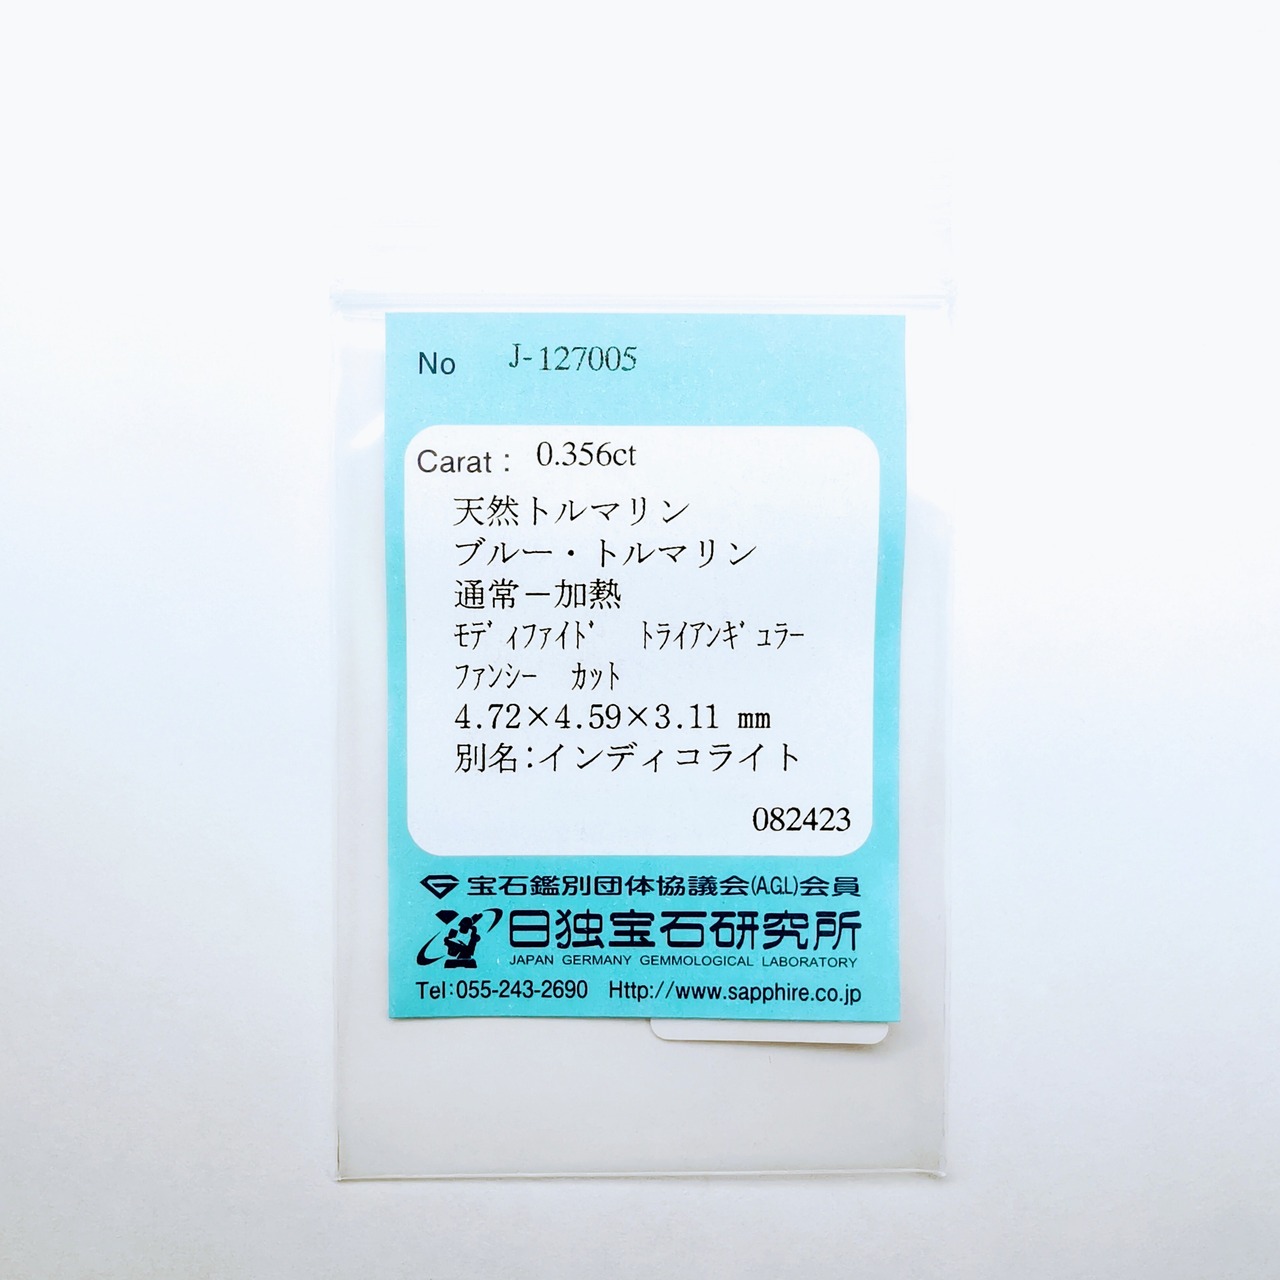 No J-127005
Carat : 0.356ct
天然トルマリン
ブルー・トルマリン
通常－加熱
ﾓﾃﾞｨﾌｧｲﾄﾞ ﾄﾗｲｱﾝｷﾞｭﾗｰ
ﾌｧﾝｼｰ ｶｯﾄ
4.72×4.59×3.11 mm
別名:インディコライト
082423
宝石鑑別団体協議会(A.G.L)会員
日独宝石研究所
JAPAN GERMANY GEMMOLOGICAL LABORATORY
Tel:055-243-2690 Http://www.sapphire.co.jp